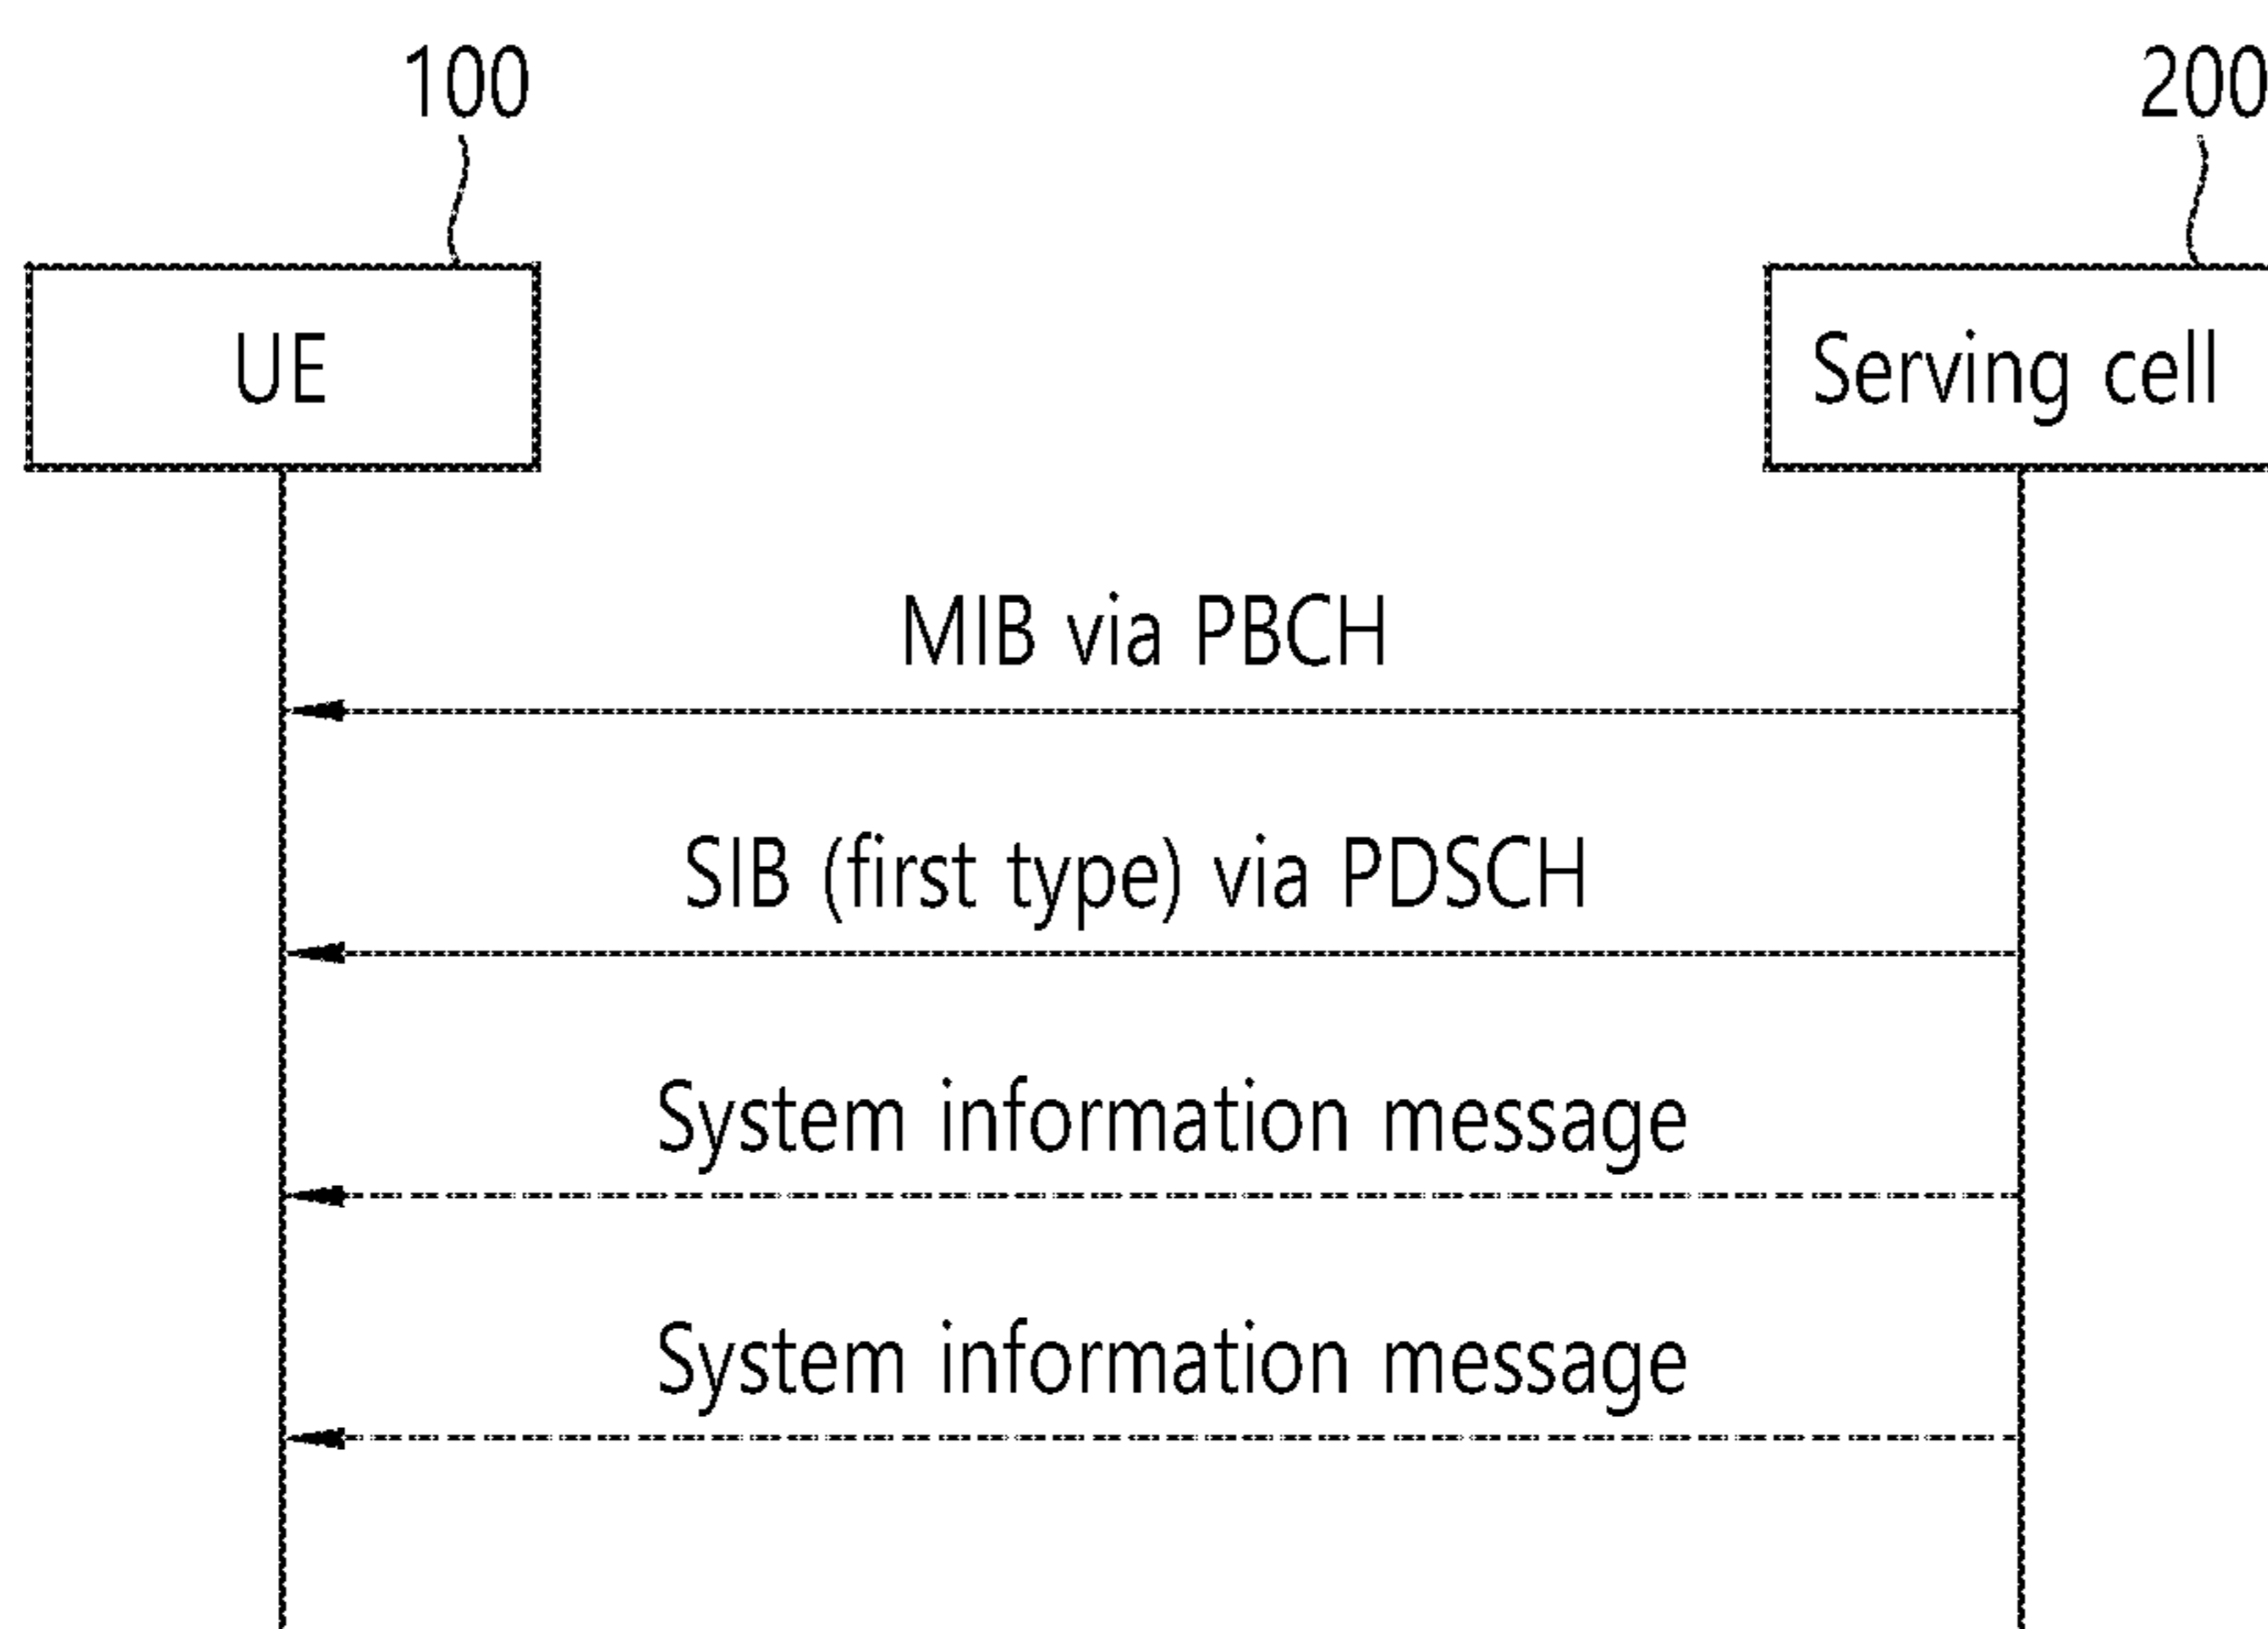 100
200
UE
Serving cell
MIB via PBCH
SIB (first type) via PDSCH
System information message
System information message